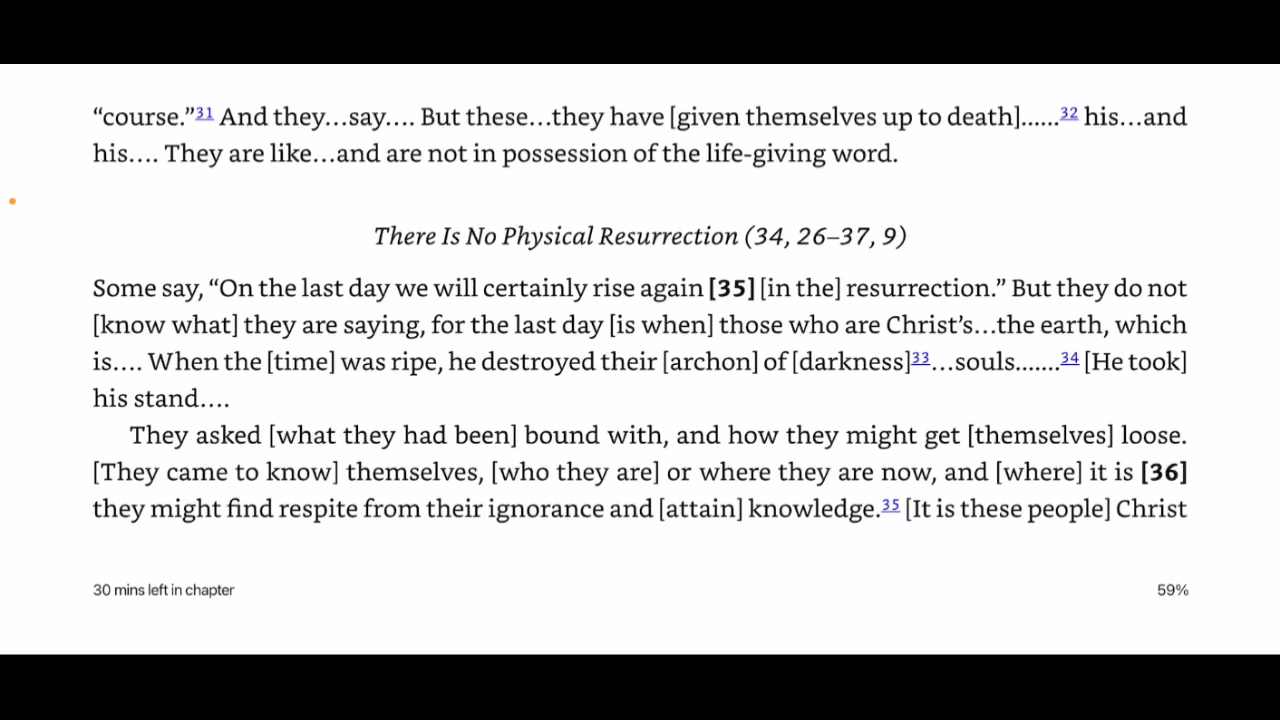 “course.”31 And they…say…. But these…they have [given themselves up to death]......32 his…and
his…. They are like…and are not in possession of the life-giving word.
There Is No Physical Resurrection (34, 26–37, 9)
Some say, “On the last day we will certainly rise again [35] [in the] resurrection.” But they do not
[know what] they are saying, for the last day [is when] those who are Christ’s…the earth, which
is…. When the [time] was ripe, he destroyed their [archon] of [darkness]33…souls.......34 [He took]
his stand….
They asked [what they had been] bound with, and how they might get [themselves] loose.
[They came to know] themselves, [who they are] or where they are now, and [where] it is [36]
they might find respite from their ignorance and [attain] knowledge.35 [It is these people] Christ
30 mins left in chapter
59%